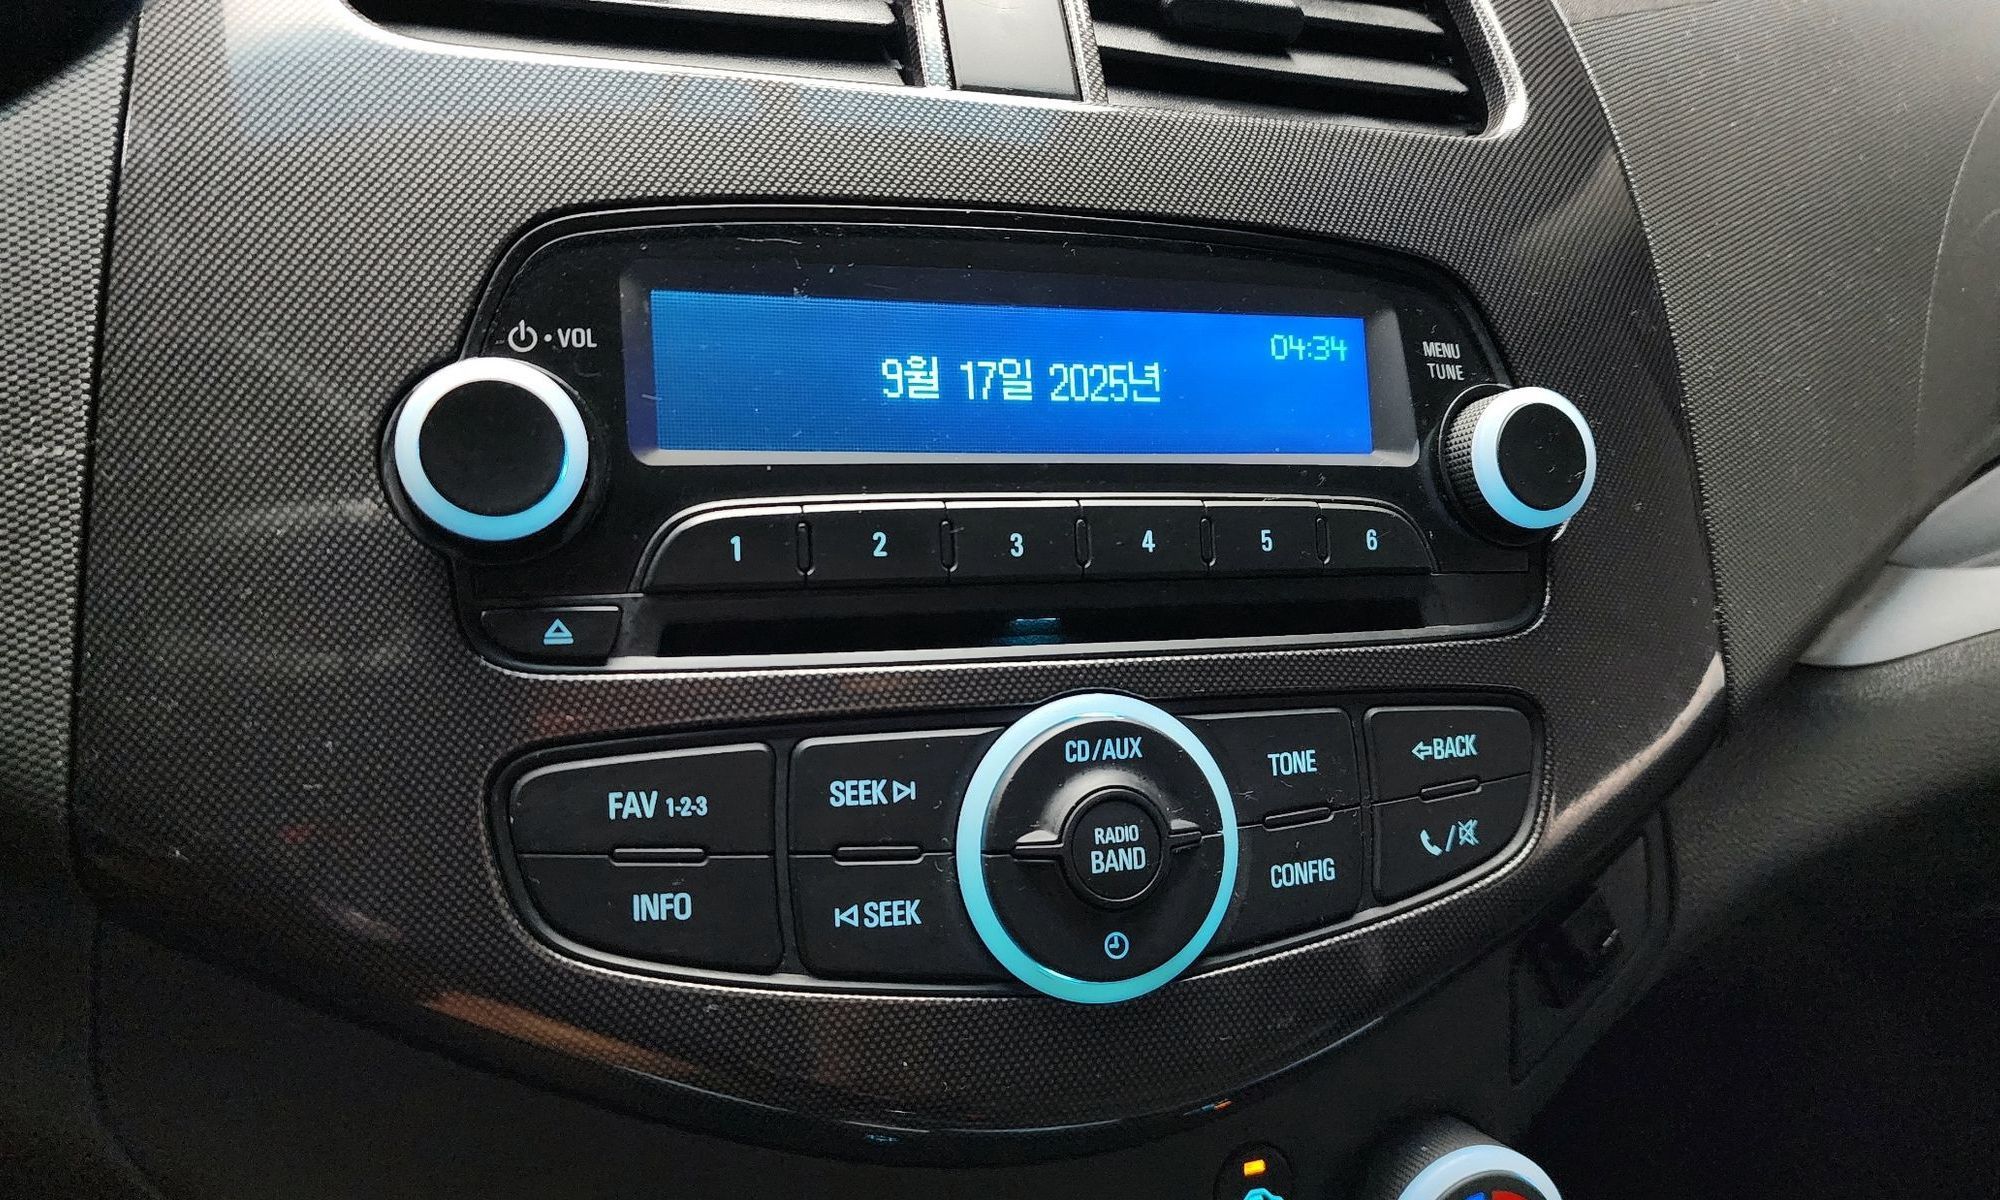 VOL
04:34
9월 17일 2025년
MENU
TUNE
1 2 3 4 5 6
CD/AUX
FAV 1-2-3
SEEK
TONE
BACK
RADIO
BAND
INFO
SEEK
CONFIG